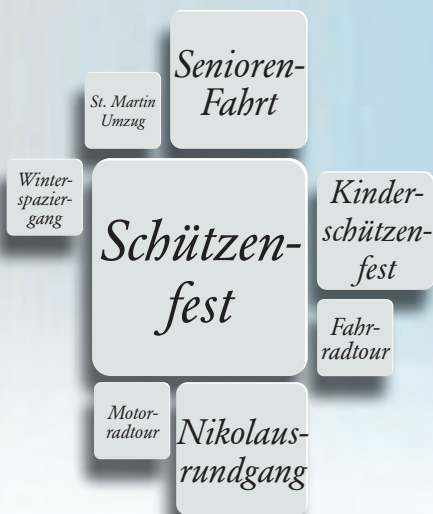 Senioren-
Fahrt
St. Martin
Umzug
Winter-
spazier-
gang
Schützen-
fest
Kinder-
schützen-
fest
Fahr-
radtour
Motor-
radtour
Nikolaus-
rundgang